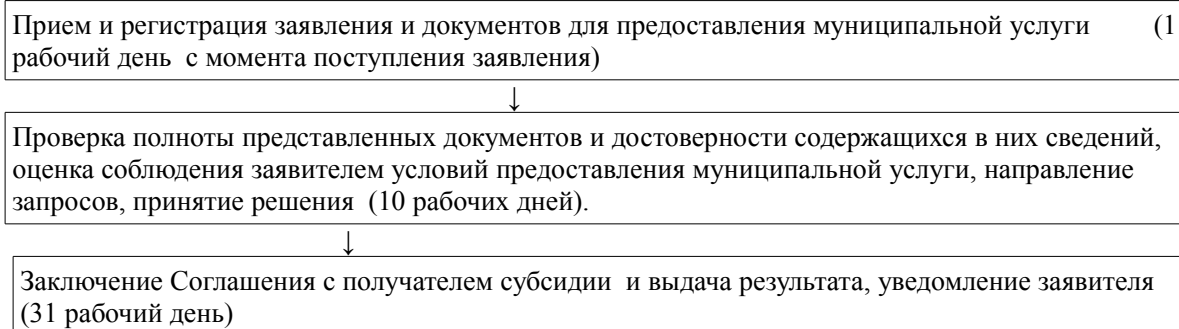 Прием и регистрация заявления и документов для предоставления муниципальной услуги (1
рабочий день с момента поступления заявления)
↓
Проверка полноты представленных документов и достоверности содержащихся в них сведений,
оценка соблюдения заявителем условий предоставления муниципальной услуги, направление
запросов, принятие решения (10 рабочих дней).
↓
Заключение Соглашения с получателем субсидии и выдача результата, уведомление заявителя
(31 рабочий день)